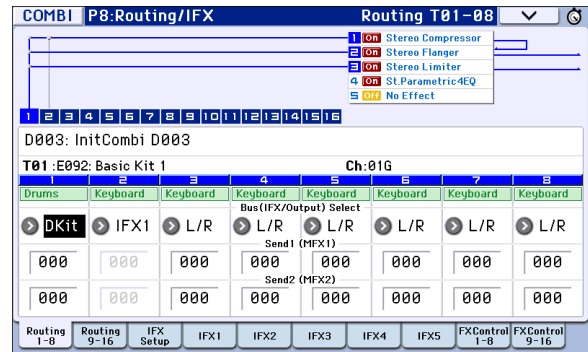 COMBI P8:Routing/IFX Routing T01-08
1 On Stereo Compressor
2 On Stereo Flanger
3 On Stereo Limiter
4 On St.Parametric4EQ
5 Off No Effect
1 2 3 4 5 6 7 8 9 10 11 12 13 14 15 16
D003: InitCombi D003
T01 :E092: Basic Kit 1 Ch:01G
1 2 3 4 5 6 7 8
Drums Keyboard Keyboard Keyboard Keyboard Keyboard Keyboard Keyboard
Bus(IFX/Output) Select
DKit IFX1 L/R L/R L/R L/R L/R L/R
Send1 (MFX1)
000 000 000 000 000 000 000 000
Send2 (MFX2)
000 000 000 000 000 000 000 000
Routing 1-8 Routing 9-16 IFX Setup IFX1 IFX2 IFX3 IFX4 IFX5 FXControl 1-8 FXControl 9-16